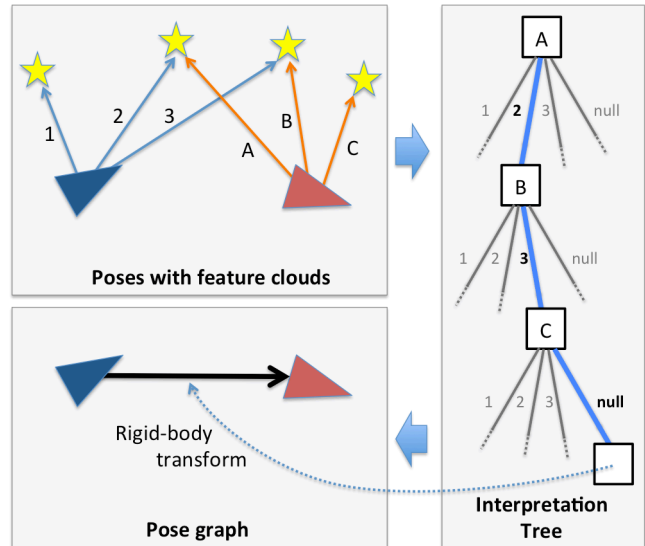 1
2
3
A
B
C
Poses with feature clouds
A
1
2
3
null
B
1
2
3
null
C
1
2
3
null
Interpretation
Tree
Rigid-body
transform
Pose graph